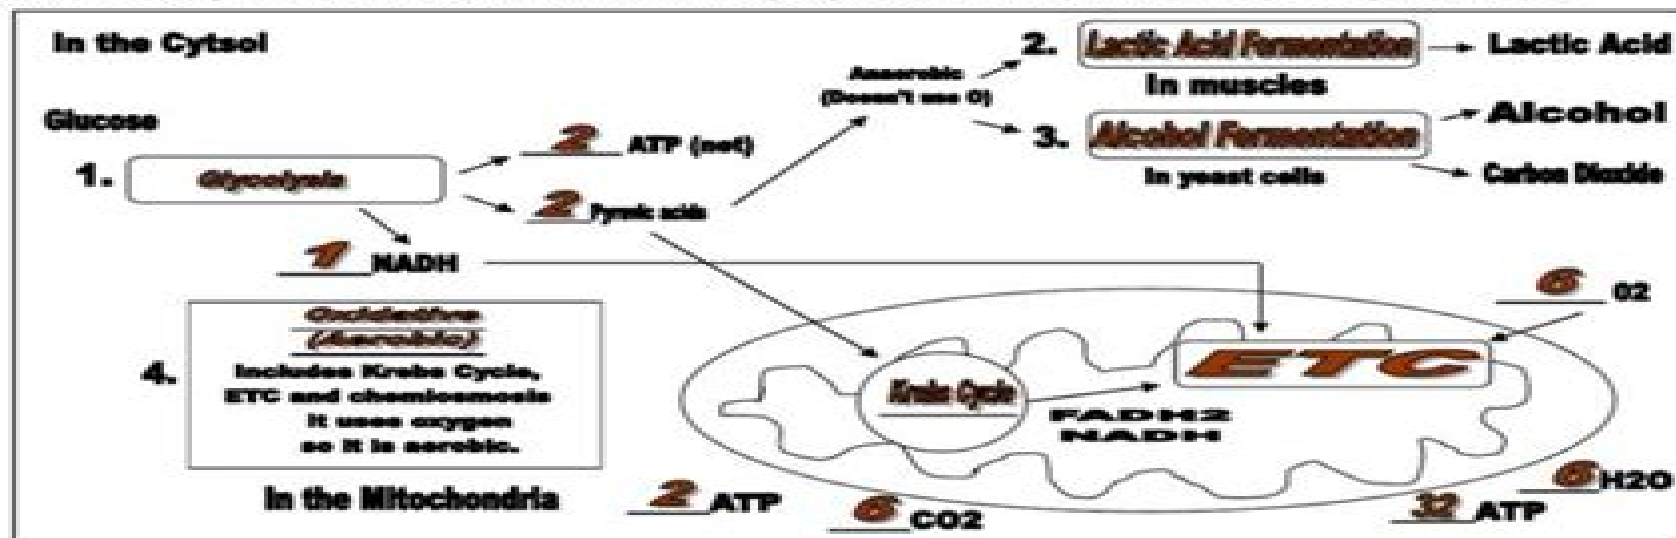 In the Cytsol
2. Lactic Acid Fermentation
Lactic Acid
In muscles
Anaerobic
(Doesn't use O)
Glucose
3. Alcohol Fermentation
Alcohol
Carbon Dioxide
In yeast cells
1. Glycolysis
2 ATP (net)
2 Pyruvic acids
1 NADH
6 02
4. Oxidative
(Aerobic)
Includes Krebs Cycle,
ETC and chemiosmosis
It uses oxygen
so it is aerobic.
Krebs Cycle
ETC
FADH2
NADH
In the Mitochondria
2 ATP
6 CO2
32 ATP
6 H2O